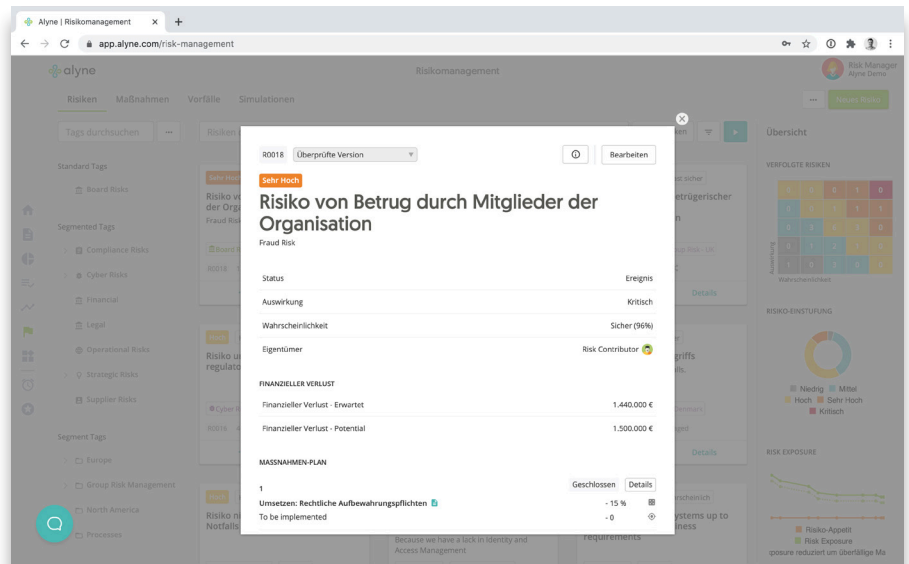 Alyne | Risikomanagement
app.alyne.com/risk-management
alyne
Risikomanagement
Risk Manager
Alyne Demo
Risiken Maßnahmen Vorfälle Simulationen
Neues Risiko
Tags durchsuchen
Risiken
Übersicht
Standard Tags
Board Risks
Segmented Tags
Compliance Risks
Cyber Risks
Financial
Legal
Operational Risks
Strategic Risks
Supplier Risks
Segment Tags
Europe
Group Risk Management
North America
Processes
R0018 Überprüfte Version
Bearbeiten
Sehr Hoch
Risiko von Betrug durch Mitglieder der
Organisation
Fraud Risk
Status Ereignis
Auswirkung Kritisch
Wahrscheinlichkeit Sicher (96%)
Eigentümer Risk Contributor
FINANZIELLER VERLUST
Finanzieller Verlust - Erwartet 1.440.000 €
Finanzieller Verlust - Potential 1.500.000 €
MASSNAHMEN-PLAN
1 Geschlossen Details
Umsetzen: Rechtliche Aufbewahrungspflichten - 15 %
To be implemented - 0
Because we have a lack in Identity and
Access Management
requirements
Details
Details
VERFOLGTE RISIKEN
Auswirkung
Wahrscheinlichkeit
RISIKO-EINSTUFUNG
Niedrig Mittel
Hoch Sehr Hoch
Kritisch
RISK EXPOSURE
Risiko-Appetit
Risk Exposure